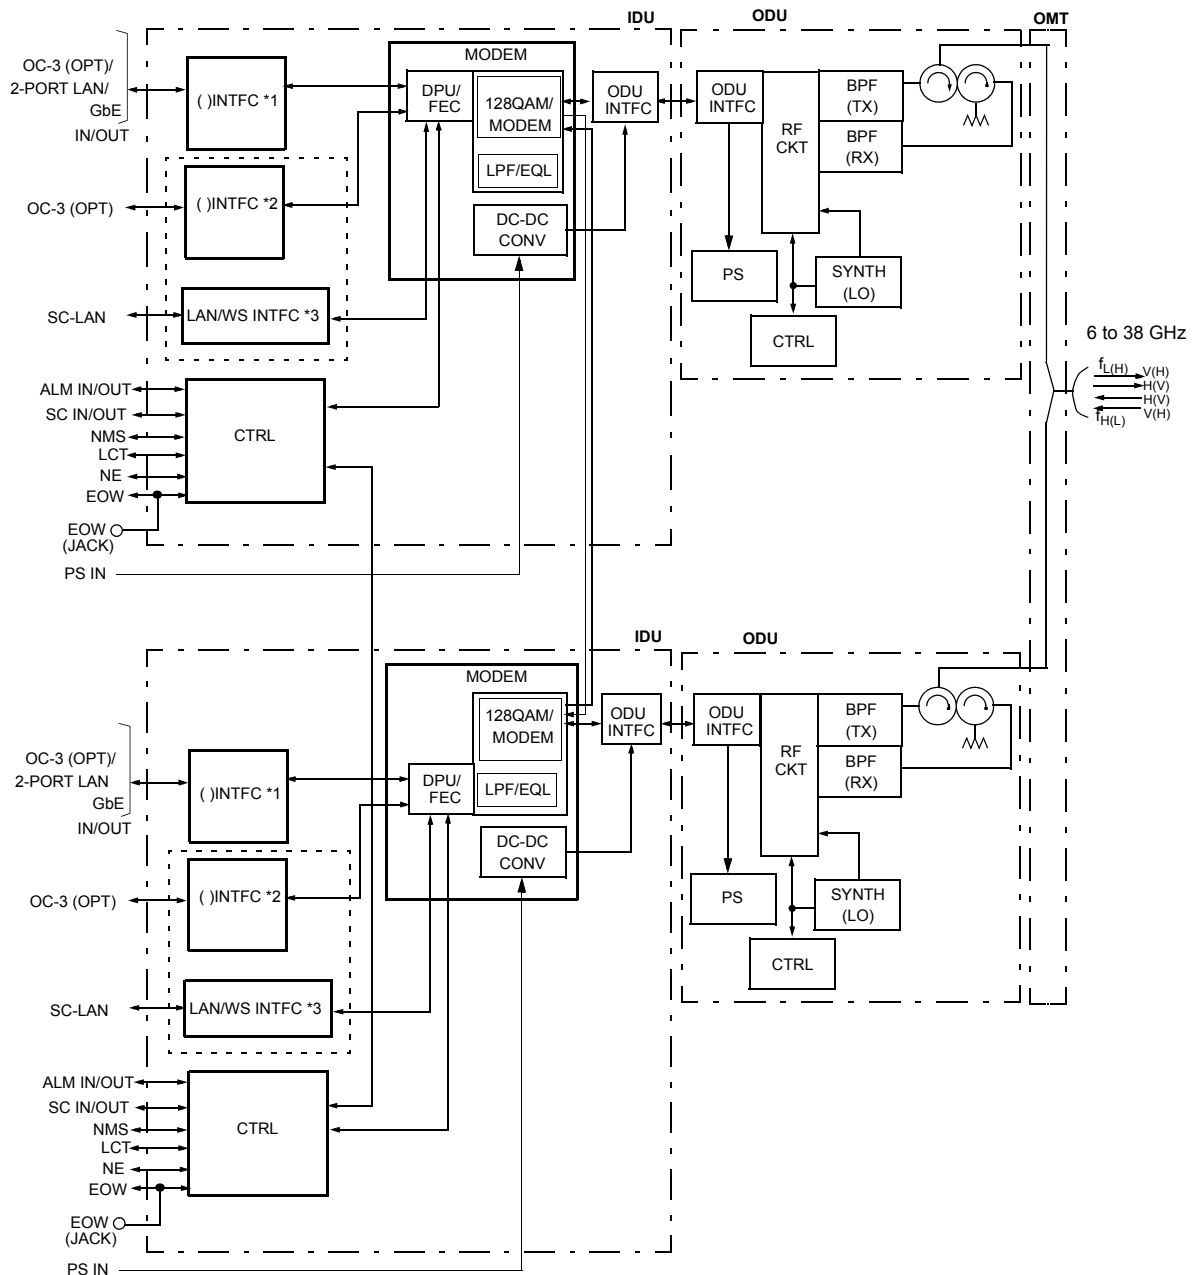 IDU
ODU
OMT
OC-3 (OPT)/
2-PORT LAN/
GbE
IN/OUT
( )INTFC *1
MODEM
DPU/
FEC
128QAM/
MODEM
LPF/EQL
DC-DC
CONV
ODU
INTFC
ODU
INTFC
RF
CKT
BPF
(TX)
BPF
(RX)
PS
SYNTH
(LO)
CTRL
OC-3 (OPT)
( )INTFC *2
SC-LAN
LAN/WS INTFC *3
ALM IN/OUT
SC IN/OUT
NMS
LCT
NE
EOW
EOW
(JACK)
CTRL
PS IN
6 to 38 GHz
fL(H)
V(H)
H(V)
H(V)
V(H)
fH(L)
IDU
ODU
OC-3 (OPT)/
2-PORT LAN
GbE
IN/OUT
( )INTFC *1
MODEM
DPU/
FEC
128QAM/
MODEM
LPF/EQL
DC-DC
CONV
ODU
INTFC
ODU
INTFC
RF
CKT
BPF
(TX)
BPF
(RX)
PS
SYNTH
(LO)
CTRL
OC-3 (OPT)
( )INTFC *2
SC-LAN
LAN/WS INTFC *3
ALM IN/OUT
SC IN/OUT
NMS
LCT
NE
EOW
EOW
(JACK)
CTRL
PS IN